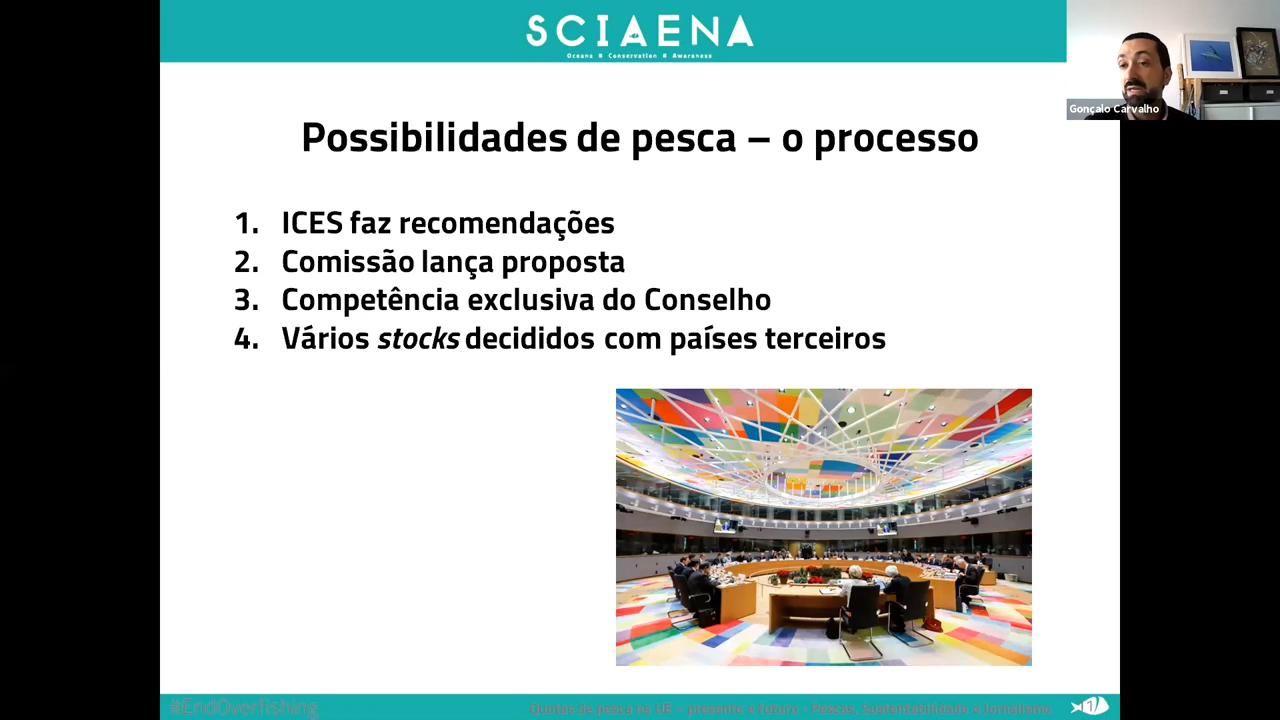 SCIAENA
Oceans # Conservation # Awareness
Gonçalo Carvalho
Possibilidades de pesca – o processo
1. ICES faz recomendações
2. Comissão lança proposta
3. Competência exclusiva do Conselho
4. Vários stocks decididos com países terceiros
#EndOverfishing
Quotas de pesca na UE – presente e futuro - Pescas, Sustentabilidade e Jornalismo
1